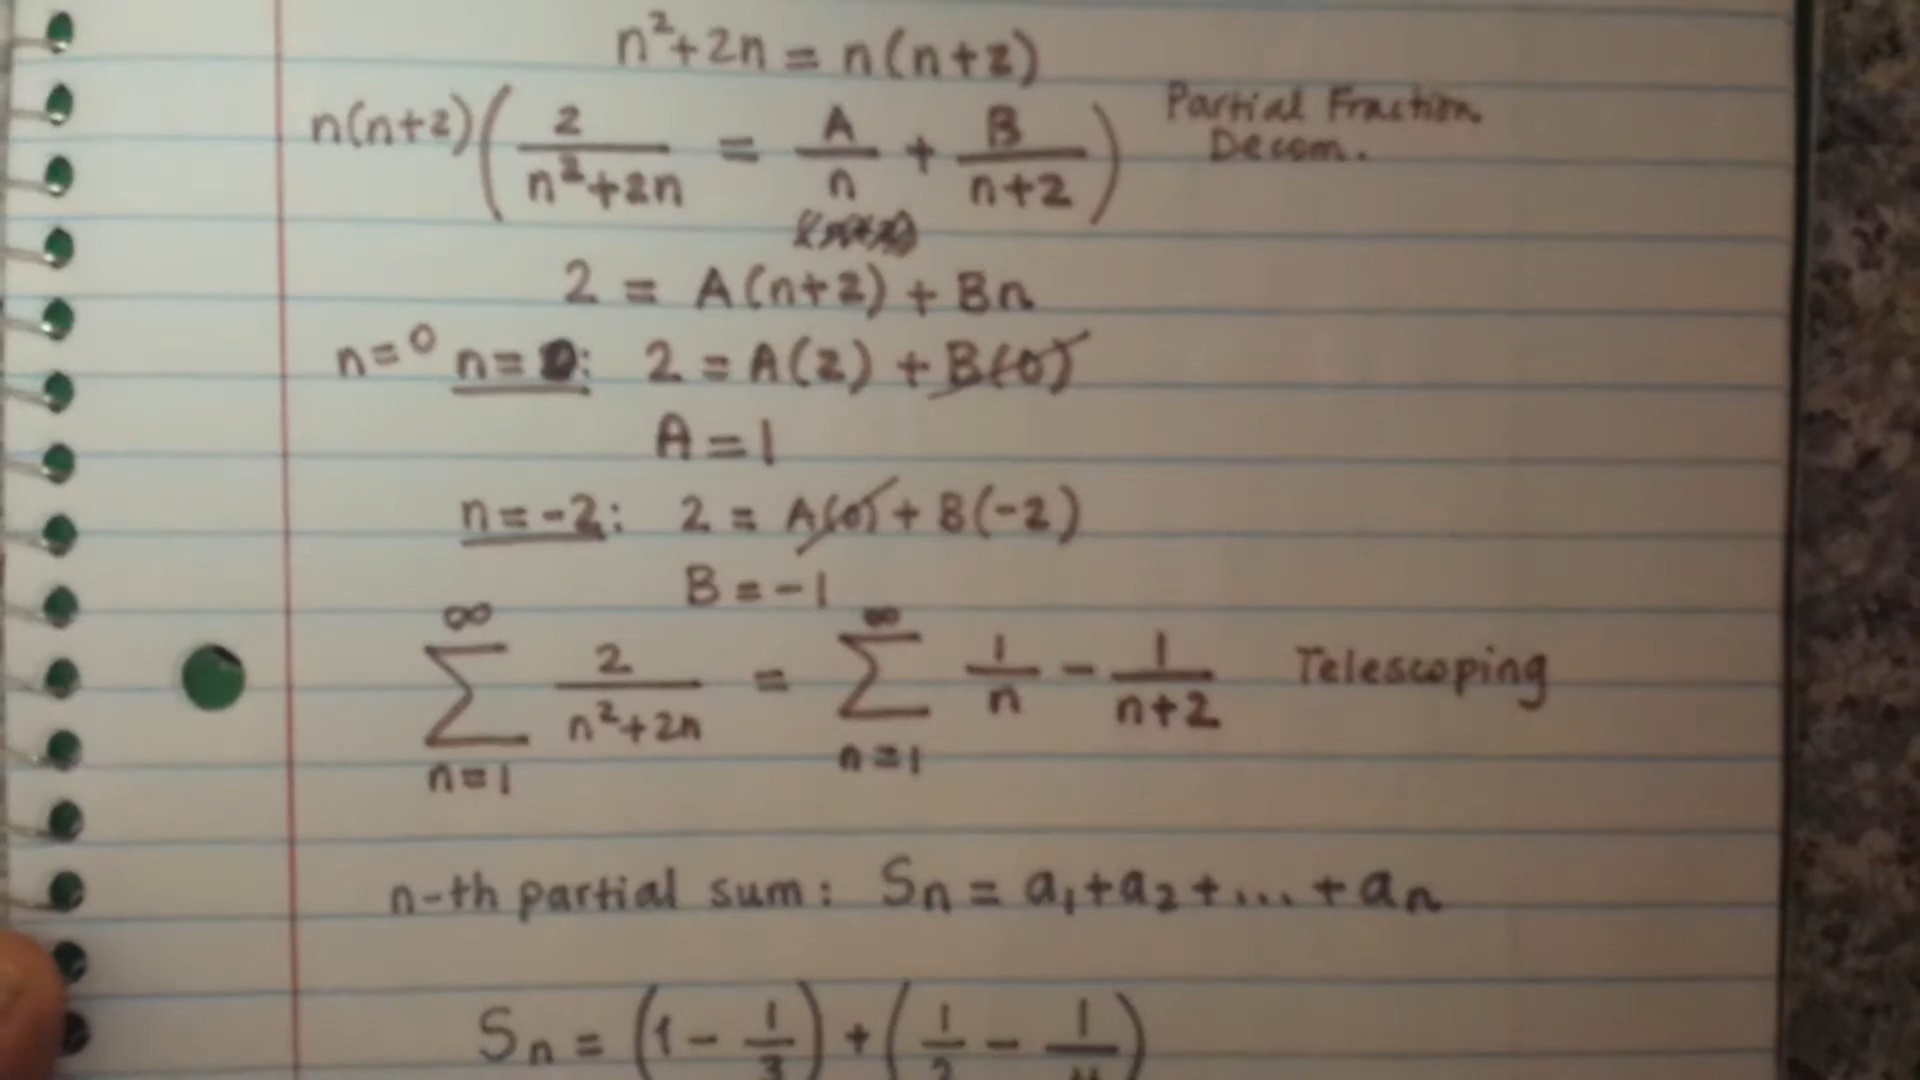 n²+2n = n(n+2)
n(n+2)(2/(n²+2n) = A/n + B/(n+2)) Partial Fraction
Decom.
2 = A(n+2) + Bn
n=0 n=0: 2 = A(2) + B(0)
A=1
n=-2: 2 = A(0) + B(-2)
B = -1
∞∑n=1 2/(n²+2n) = ∞∑n=1 1/n - 1/(n+2) Telescoping
n-th partial sum: Sn = a₁+a₂+...+an
Sn = (1 - 1/3) + (1/2 - 1/4)